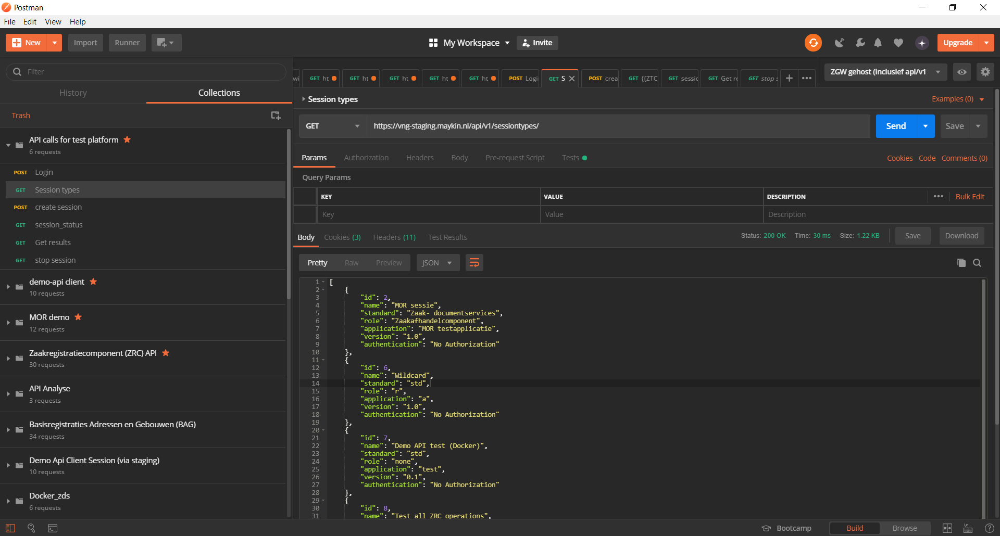 Postman
File Edit View Help
New Import Runner My Workspace Invite Upgrade
Filter
History Collections
Trash
API calls for test platform
6 requests
POST Login
GET Session types
POST create session
GET session_status
GET Get results
GET stop session
demo-api client
10 requests
MOR demo
12 requests
Zaakregistratiecomponent (ZRC) API
30 requests
API Analyse
3 requests
Basisregistraties Adressen en Gebouwen (BAG)
34 requests
Demo Api Client Session (via staging)
10 requests
Docker_zds
6 requests
wi GET ht GET ht GET ht GET ht GET ht POST Logi GET S POST crea GET {{ZTC GET sessic GET Get re GET stop s
ZGW gehost (inclusief api/v1
Session types Examples (0)
GET https://vng-staging.maykin.nl/api/v1/sessiontypes/ Send Save
Params Authorization Headers Body Pre-request Script Tests Cookies Code Comments (0)
Query Params
KEY VALUE DESCRIPTION Bulk Edit
Key Value Description
Body Cookies (3) Headers (11) Test Results Status: 200 OK Time: 30 ms Size: 1.22 KB Save Download
Pretty Raw Preview JSON
1 [
2 {
3 "id": 2,
4 "name": "MOR sessie",
5 "standard": "Zaak- documentservices",
6 "role": "Zaakafhandelcomponent",
7 "application": "MOR testapplicatie",
8 "version": "1.0",
9 "authentication": "No Authorization"
10 },
11 {
12 "id": 6,
13 "name": "Wildcard",
14 "standard": "std",
15 "role": "r",
16 "application": "a",
17 "version": "1.0",
18 "authentication": "No Authorization"
19 },
20 {
21 "id": 7,
22 "name": "Demo API test (Docker)",
23 "standard": "std",
24 "role": "none",
25 "application": "test",
26 "version": "0.1",
27 "authentication": "No Authorization"
28 },
29 {
30 "id": 8,
31 "name": "Test all ZRC operations",
Bootcamp Build Browse